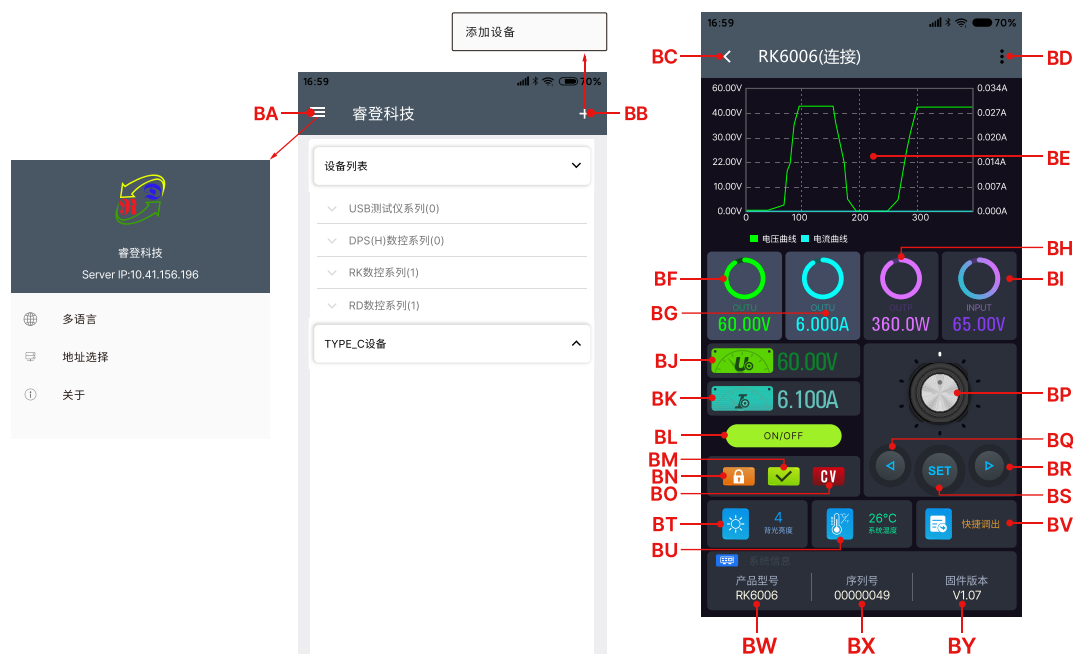 添加设备
BA
BB
16:59
70%
睿登科技
设备列表
USB测试仪系列(0)
DPS(H)数控系列(0)
RK数控系列(1)
RD数控系列(1)
TYPE_C设备
睿登科技
Server IP:10.41.156.196
多语言
地址选择
关于
16:59
70%
BC
RK6006(连接)
BD
60.00V
0.034A
40.00V
0.027A
30.00V
0.020A
BE
22.00V
0.014A
10.00V
0.007A
0.00V
0.000A
0
100
200
300
电压曲线
电流曲线
BH
BF
BI
BG
OUTU
OUTU
OUTP
INPUT
60.00V
6.000A
360.0W
65.00V
BJ
U
60.00V
BK
I
6.100A
BP
BL
ON/OFF
BQ
BM
BN
BO
CV
SET
BR
BS
BT
4
背光亮度
BU
26°C
系统温度
快捷调出
BV
系统信息
产品型号
序列号
固件版本
RK6006
00000049
V1.07
BW
BX
BY